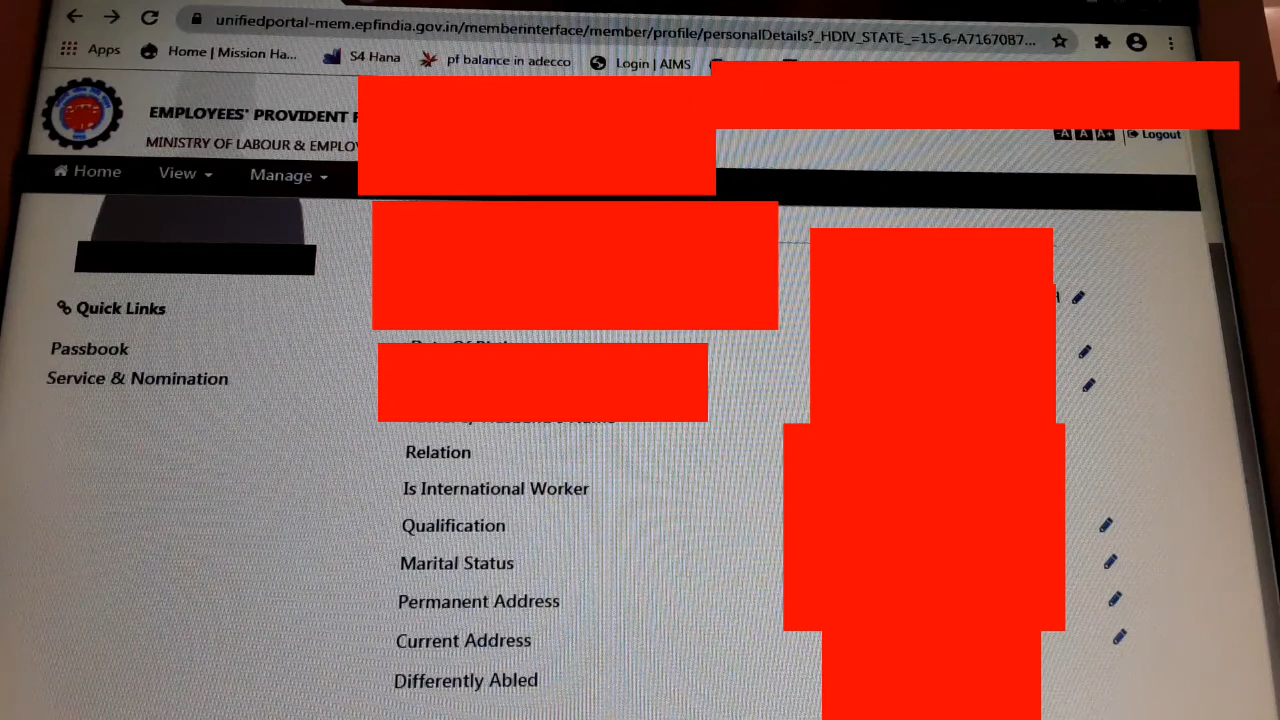 unifiedportal-mem.epfindia.gov.in/memberinterface/member/profile/personalDetails?_HDIV_STATE_=15-6-A71670B7...
Apps Home | Mission Ha... S4 Hana pf balance in adecco Login | AIMS
EMPLOYEES' PROVIDENT
MINISTRY OF LABOUR & EMPLOY
-A A A+ Logout
Home View Manage
Quick Links
Passbook
Service & Nomination
Relation
Is International Worker
Qualification
Marital Status
Permanent Address
Current Address
Differently Abled